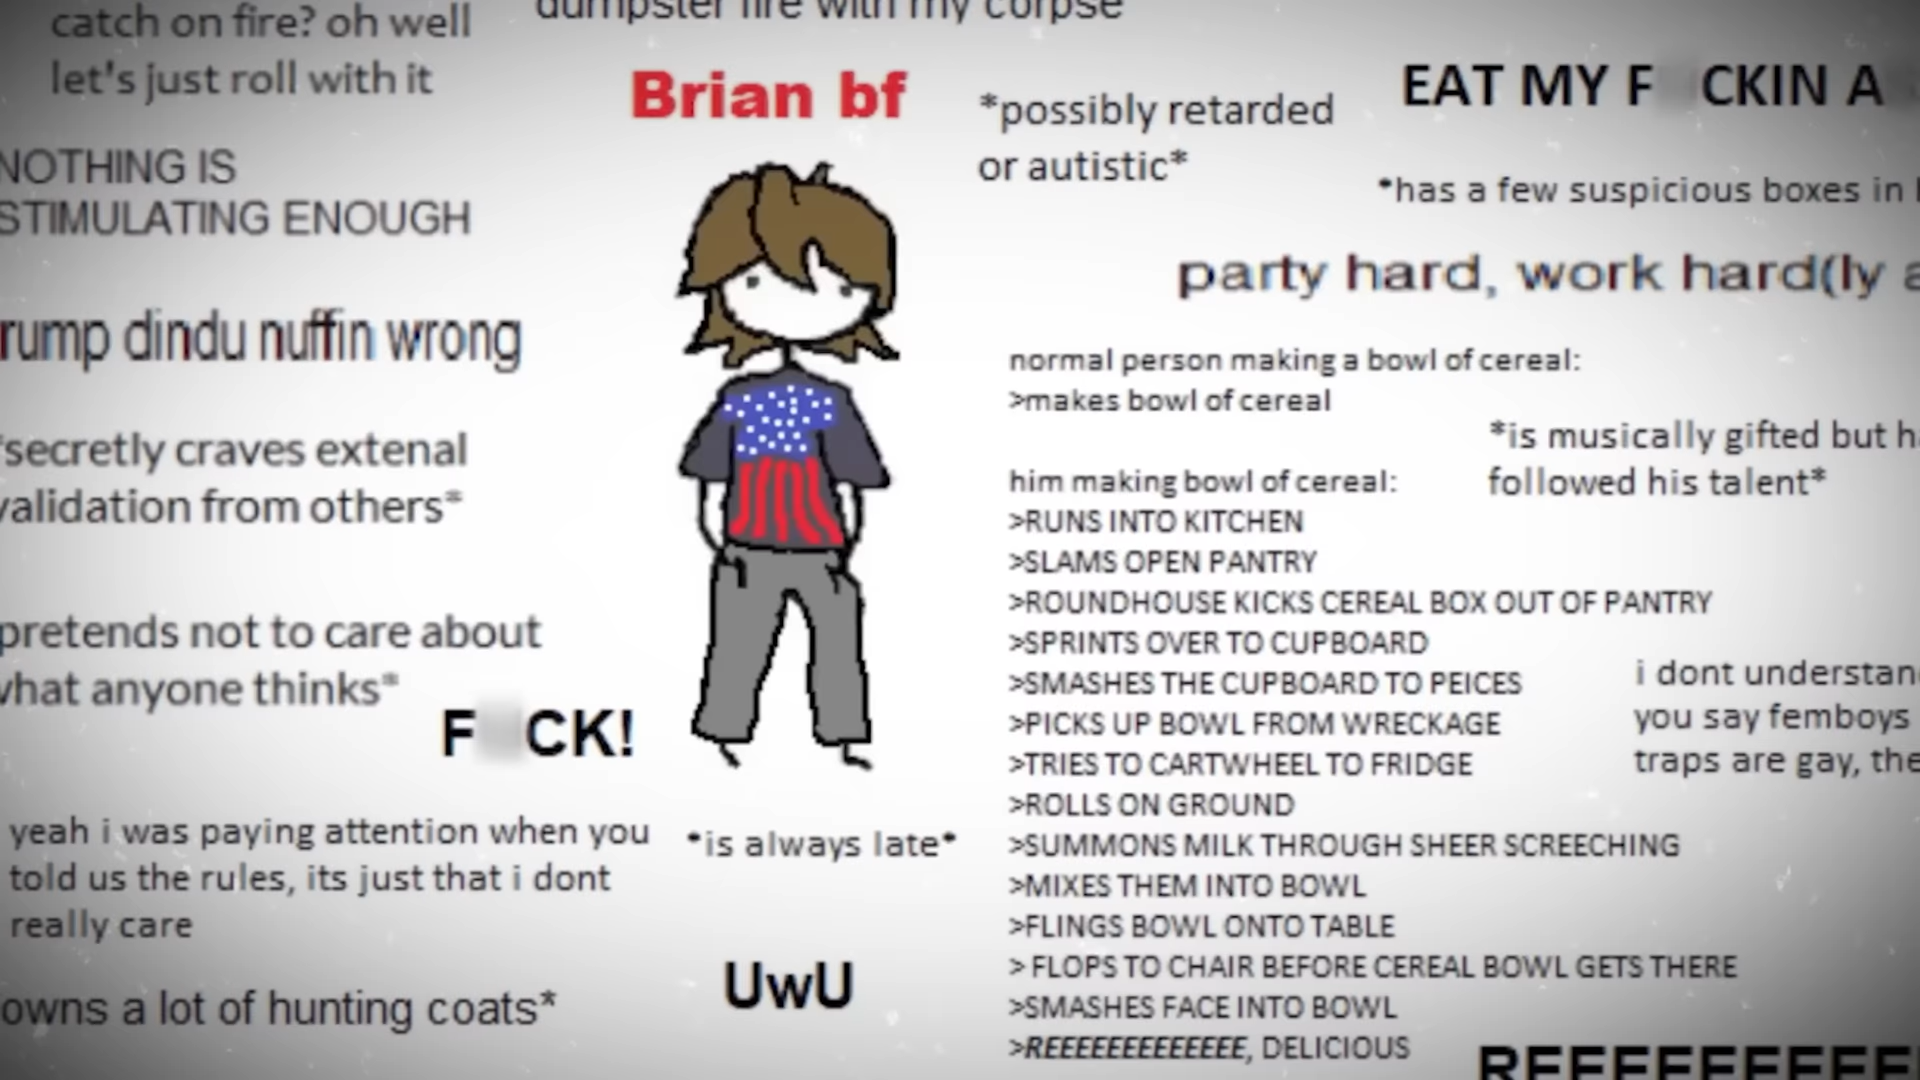 catch on fire? oh well
let's just roll with it
dumpster fire with my corpse
Brian bf
*possibly retarded
or autistic*
EAT MY F CKIN A
*has a few suspicious boxes in
NOTHING IS
STIMULATING ENOUGH
party hard, work hard(ly a
rump dindu nuffin wrong
normal person making a bowl of cereal:
>makes bowl of cereal
*secretly craves extenal
validation from others*
*is musically gifted but h
followed his talent*
him making bowl of cereal:
>RUNS INTO KITCHEN
>SLAMS OPEN PANTRY
>ROUNDHOUSE KICKS CEREAL BOX OUT OF PANTRY
>SPRINTS OVER TO CUPBOARD
>SMASHES THE CUPBOARD TO PEICES
>PICKS UP BOWL FROM WRECKAGE
>TRIES TO CARTWHEEL TO FRIDGE
>ROLLS ON GROUND
>SUMMONS MILK THROUGH SHEER SCREECHING
>MIXES THEM INTO BOWL
>FLINGS BOWL ONTO TABLE
> FLOPS TO CHAIR BEFORE CEREAL BOWL GETS THERE
>SMASHES FACE INTO BOWL
>REEEEEEEEEEEEE, DELICIOUS
pretends not to care about
what anyone thinks*
F CK!
i dont understan
you say femboys
traps are gay, the
yeah i was paying attention when you
told us the rules, its just that i dont
really care
*is always late*
UwU
owns a lot of hunting coats*
REEEEEEEEE